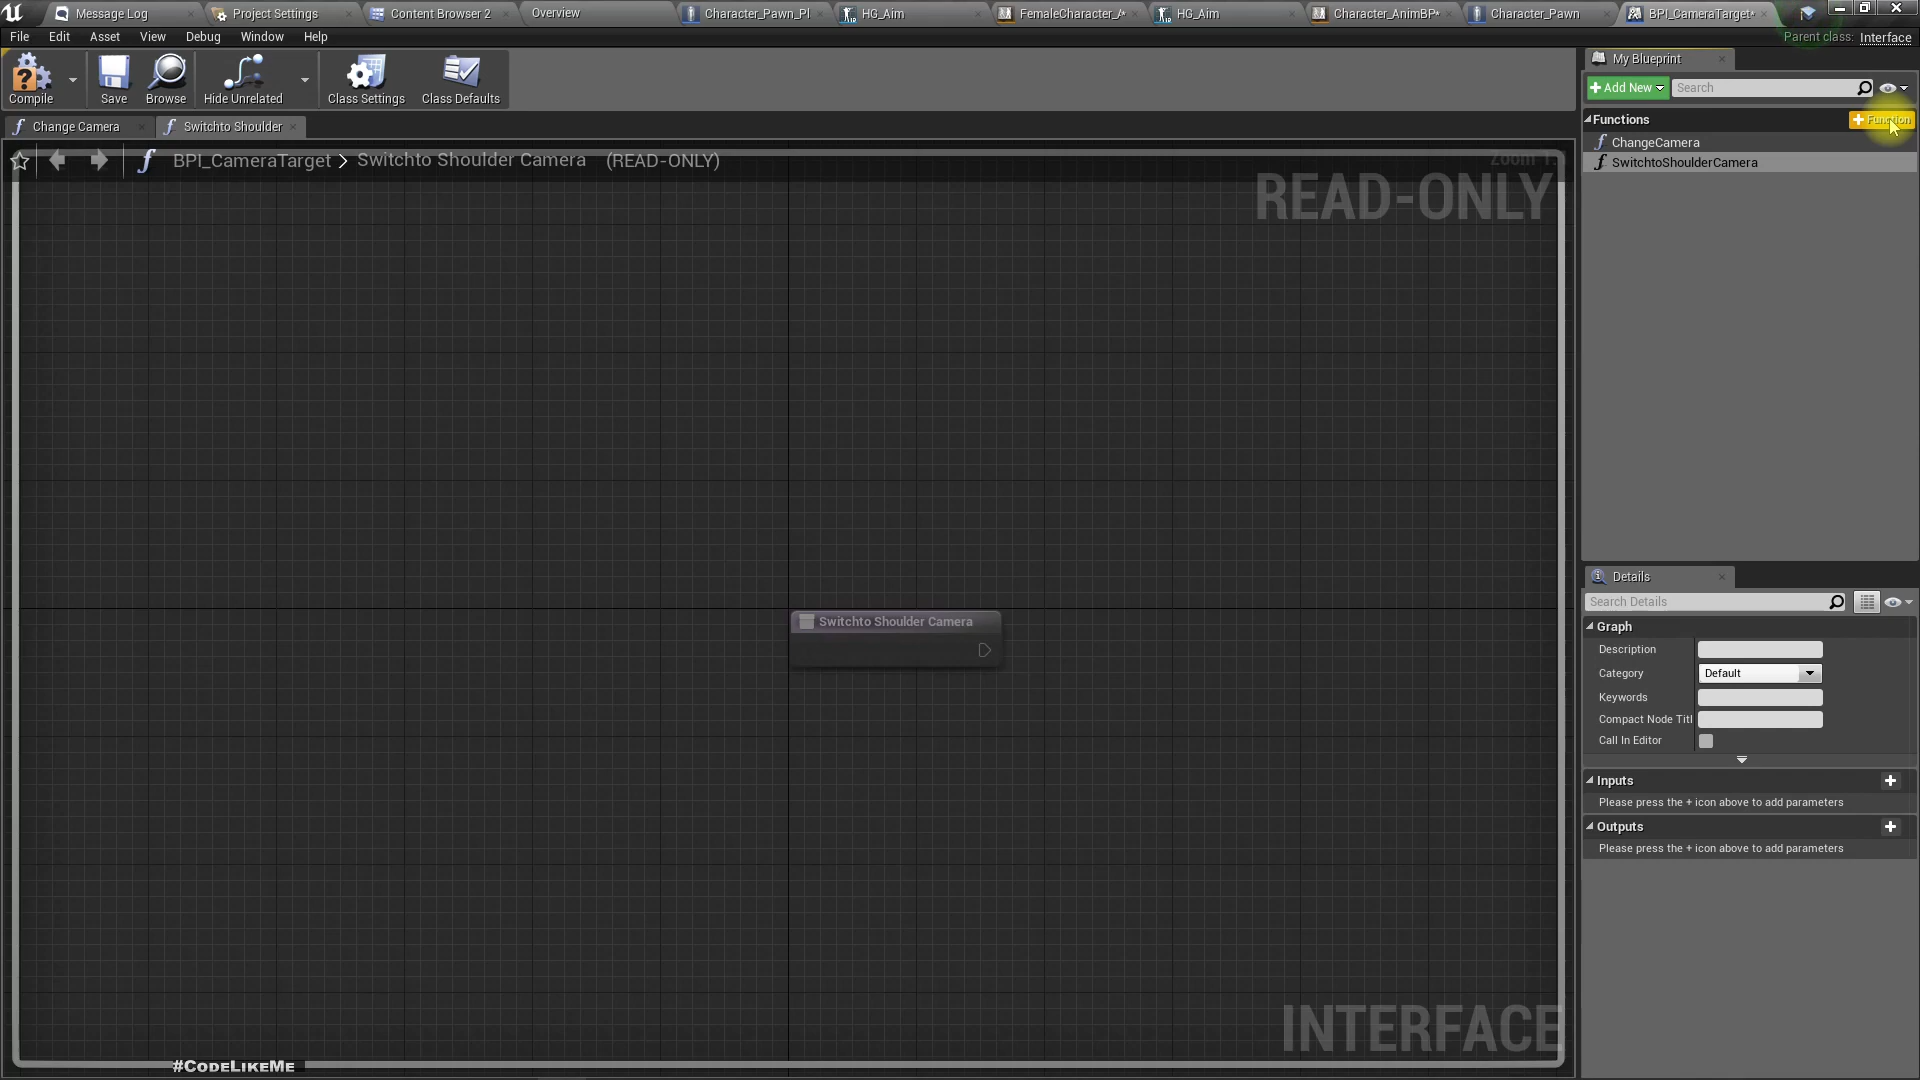 Message Log
Project Settings
Content Browser 2
Overview
Character_Pawn_Pl
HG_Aim
FemaleCharacter_A*
HG_Aim
Character_AnimBP*
Character_Pawn
BPI_CameraTarget*
File Edit Asset View Debug Window Help
Parent class: Interface
Compile
Save
Browse
Hide Unrelated
Class Settings
Class Defaults
My Blueprint
+ Add New
Search
Functions
+ Function
ChangeCamera
SwitchtoShoulderCamera
Change Camera
Switchto Shoulder
BPI_CameraTarget > Switchto Shoulder Camera (READ-ONLY)
Zoom 1:
READ-ONLY
Switchto Shoulder Camera
INTERFACE
#CodeLikeMe
Details
Search Details
Graph
Description
Category Default
Keywords
Compact Node Titl
Call In Editor
Inputs
Please press the + icon above to add parameters
Outputs
Please press the + icon above to add parameters